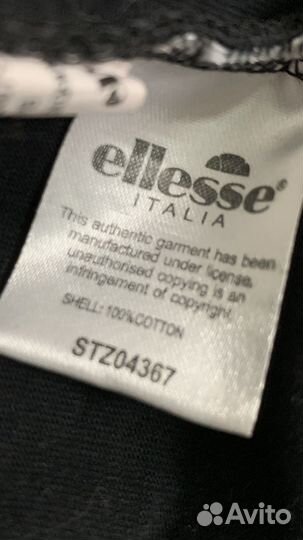 ellesse®
ITALIA
This authentic garment has been
manufactured under license,
unauthorised copying is an
infringement of copyright.
SHELL: 100%COTTON
STZ04367
Avito